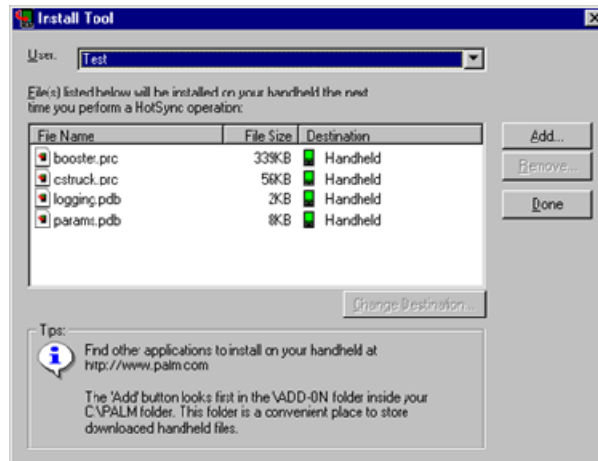 Install Tool
User: Test
File(s) listed below will be installed on your handheld the next
time you perform a HotSync operation:
File Name File Size Destination
booster.prc 339KB Handheld
cstruck.prc 56KB Handheld
logging.pdb 2KB Handheld
params.pdb 8KB Handheld
Add...
Remove...
Done
Change Destination...
Tips:
Find other applications to install on your handheld at
http://www.palm.com
The 'Add' button looks first in the \ADD-ON folder inside your
C:\PALM folder. This folder is a convenient place to store
downloaded handheld files.